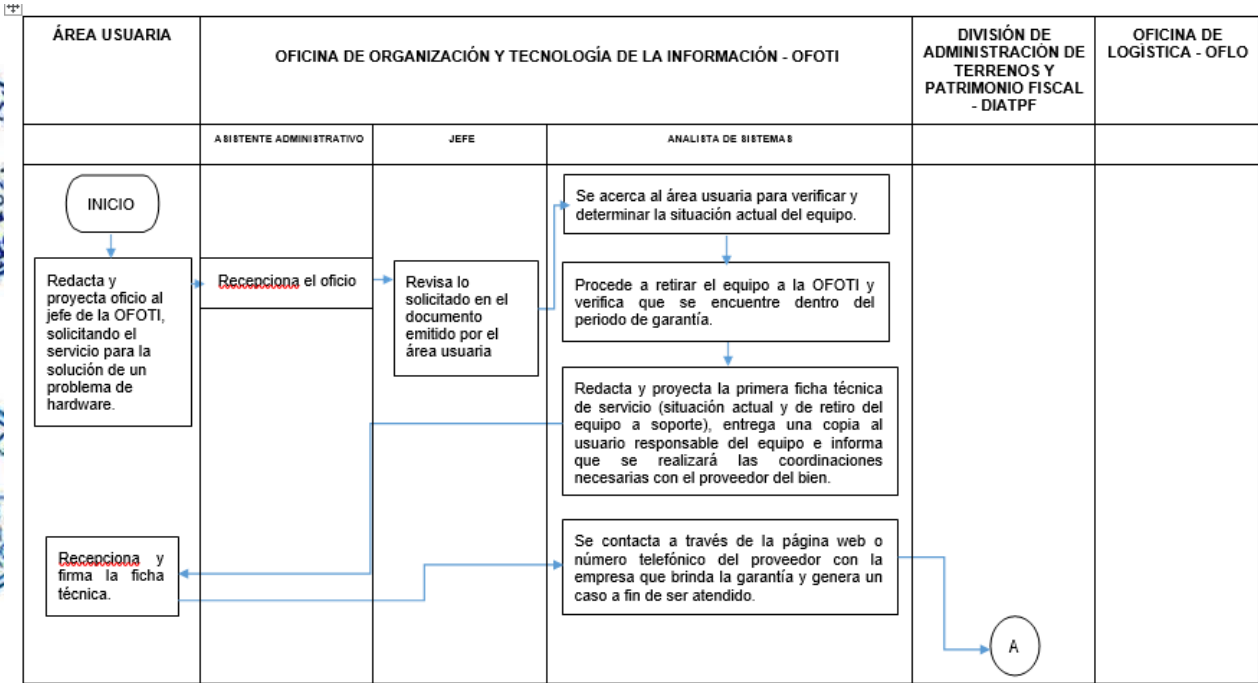 ÁREA USUARIA
OFICINA DE ORGANIZACIÓN Y TECNOLOGÍA DE LA INFORMACIÓN - OFOTI
DIVISIÓN DE
ADMINISTRACIÓN DE
TERRENOS Y
PATRIMONIO FISCAL
- DIATPF
OFICINA DE
LOGÍSTICA - OFLO
ASISTENTE ADMINISTRATIVO
JEFE
ANALISTA DE SISTEMAS
INICIO
Redacta y
proyecta oficio al
jefe de la OFOTI,
solicitando el
servicio para la
solución de un
problema de
hardware.
Recepciona el oficio
Revisa lo
solicitado en el
documento
emitido por el
área usuaria
Se acerca al área usuaria para verificar y
determinar la situación actual del equipo.
Procede a retirar el equipo a la OFOTI y
verifica que se encuentre dentro del
periodo de garantía.
Redacta y proyecta la primera ficha técnica
de servicio (situación actual y de retiro del
equipo a soporte), entrega una copia al
usuario responsable del equipo e informa
que se realizará las coordinaciones
necesarias con el proveedor del bien.
Recepciona y
firma la ficha
técnica.
Se contacta a través de la página web o
número telefónico del proveedor con la
empresa que brinda la garantía y genera un
caso a fin de ser atendido.
A